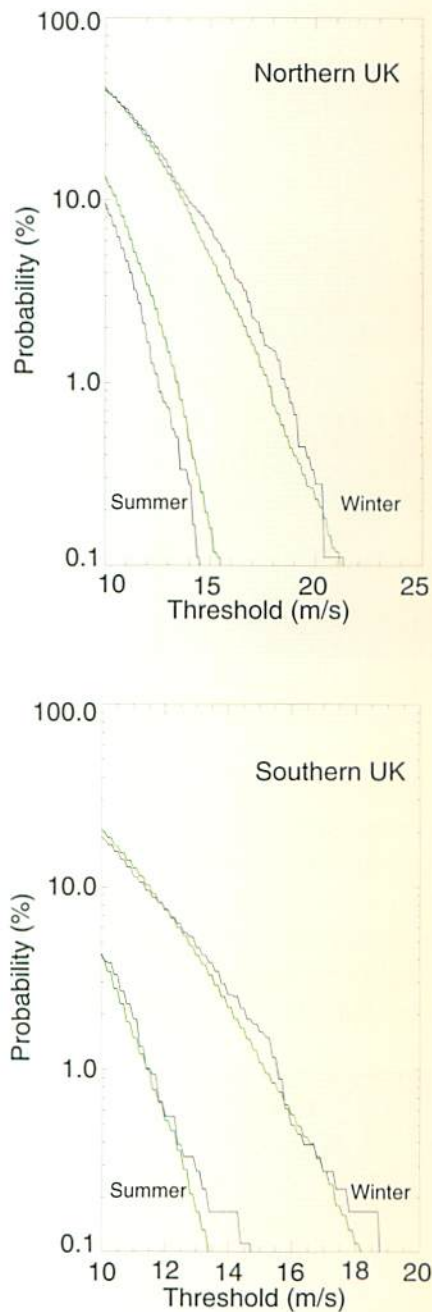 100.0
Northern UK
10.0
Probability (%)
1.0
Summer
Winter
0.1
10 15 20 25
Threshold (m/s)
100.0
Southern UK
10.0
Probability (%)
1.0
Summer
Winter
0.1
10 12 14 16 18 20
Threshold (m/s)